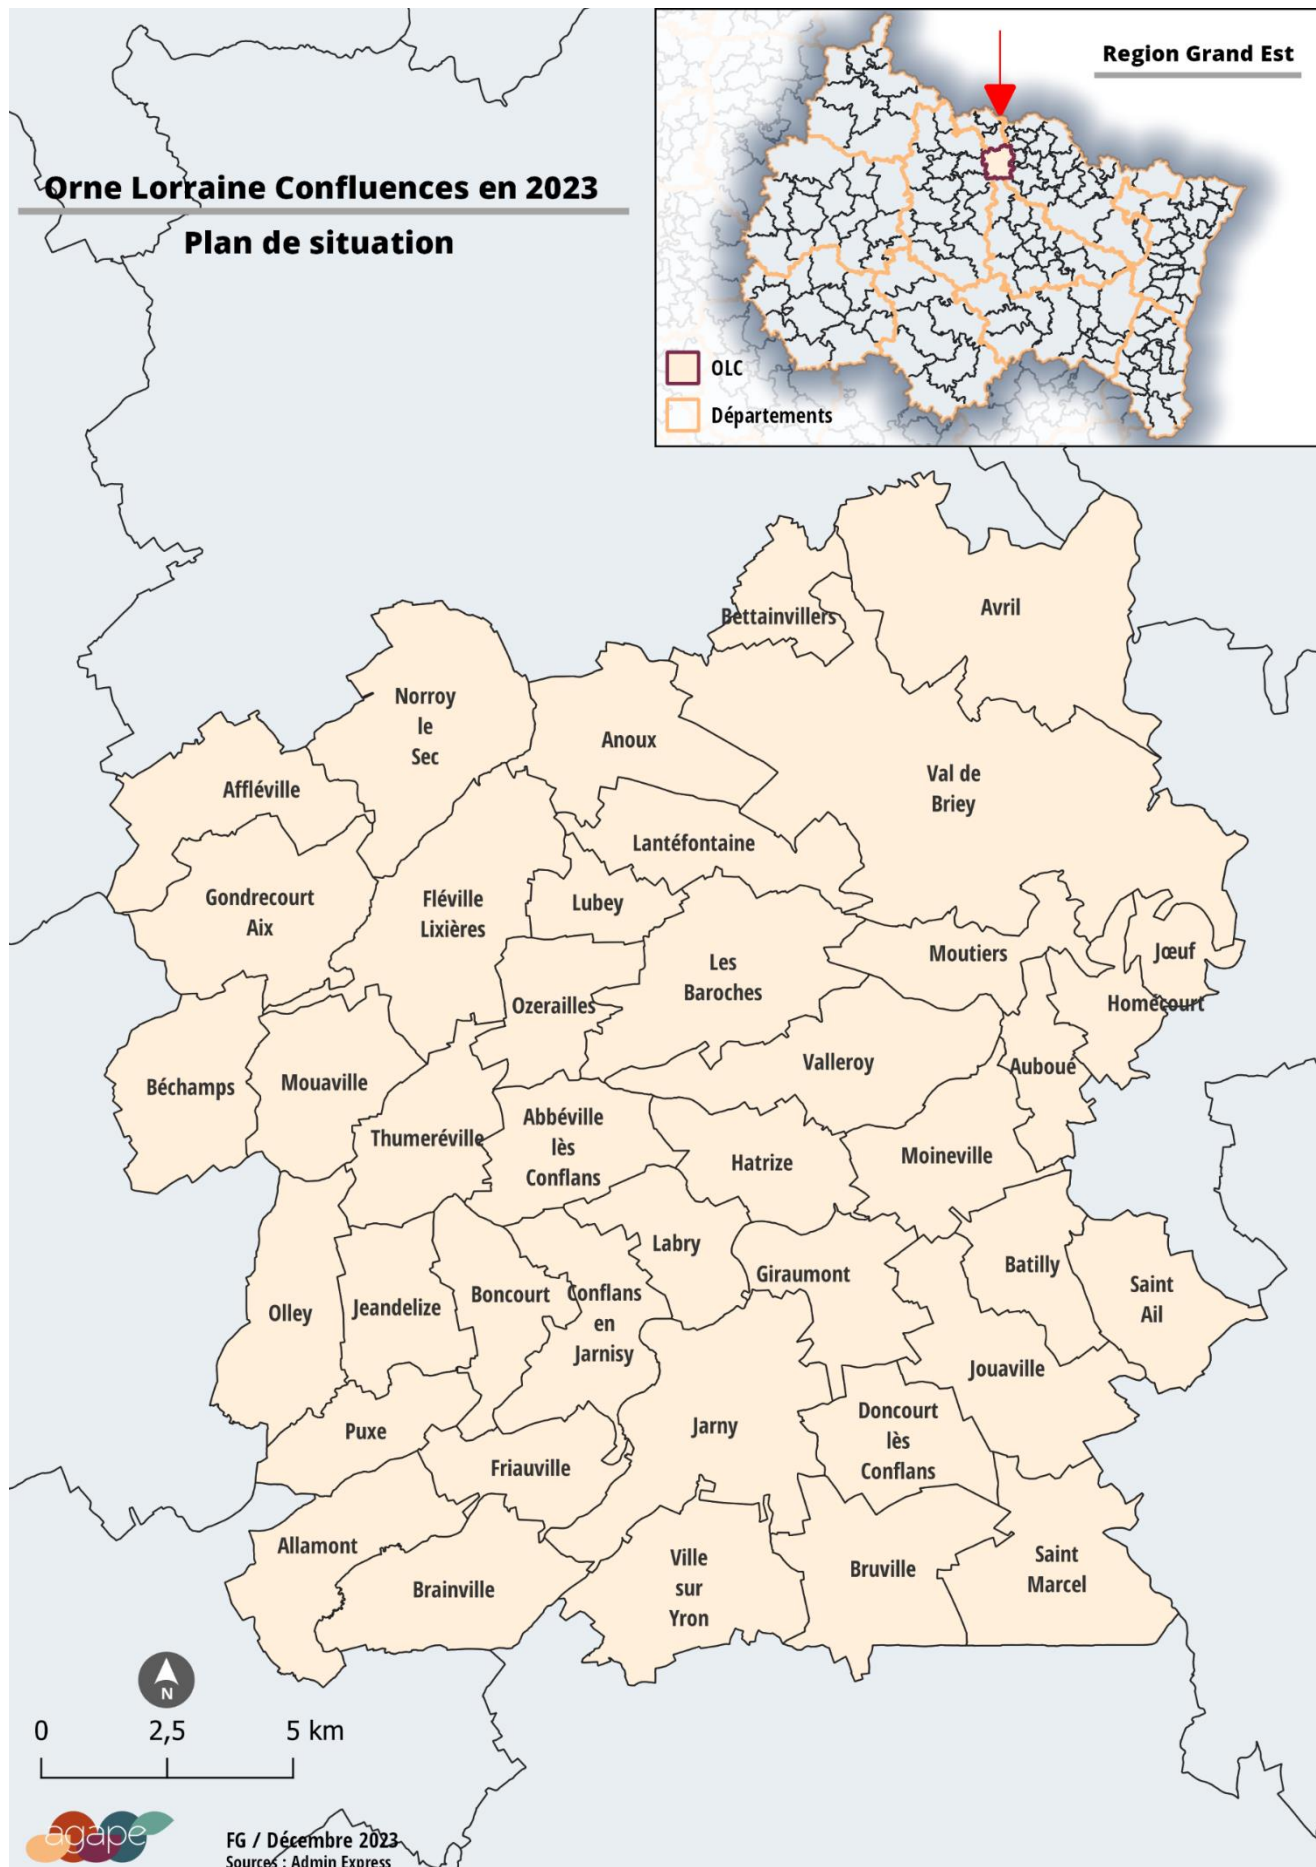 Region Grand Est
OLC
Départements
Orne Lorraine Confluences en 2023
Plan de situation
Avril
Bettainvillers
Norroy
le
Sec
Anoux
Val de
Briey
Affléville
Lantéfontaine
Gondrecourt
Aix
Fléville
Lixières
Lubey
Les
Baroches
Moutiers
Jœuf
Homécourt
Ozerailles
Béchamps
Mouaville
Valleroy
Auboué
Thumeréville
Abbéville
lès
Conflans
Hatrize
Moineville
Labry
Giraumont
Batilly
Saint
Ail
Olley
Jeandelize
Boncourt
Conflans
en
Jarnisy
Jouaville
Puxe
Friauville
Jarny
Doncourt
lès
Conflans
Allamont
Brainville
Ville
sur
Yron
Bruville
Saint
Marcel
N
0 2,5 5 km
agape
FG / Décembre 2023
Sources : Admin Express